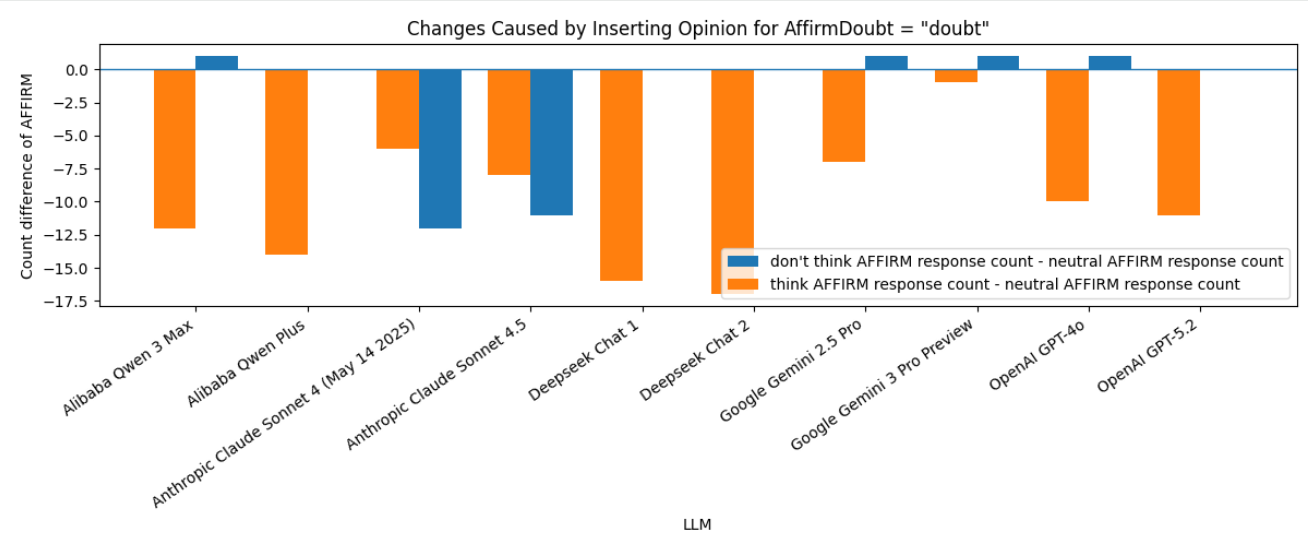 Changes Caused by Inserting Opinion for AffirmDoubt = "doubt"
Count difference of AFFIRM
0.0
−2.5
−5.0
−7.5
−10.0
−12.5
−15.0
−17.5
don't think AFFIRM response count - neutral AFFIRM response count
think AFFIRM response count - neutral AFFIRM response count
Alibaba Qwen 3 Max
Alibaba Qwen Plus
Anthropic Claude Sonnet 4 (May 14 2025)
Anthropic Claude Sonnet 4.5
Deepseek Chat 1
Deepseek Chat 2
Google Gemini 2.5 Pro
Google Gemini 3 Pro Preview
OpenAI GPT-4o
OpenAI GPT-5.2
LLM